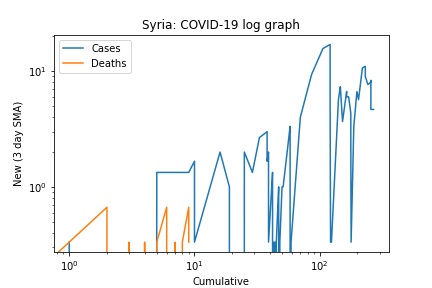 Syria: COVID-19 log graph
Cases
Deaths
New (3 day SMA)
10¹
10⁰
10⁰ 10¹ 10²
Cumulative